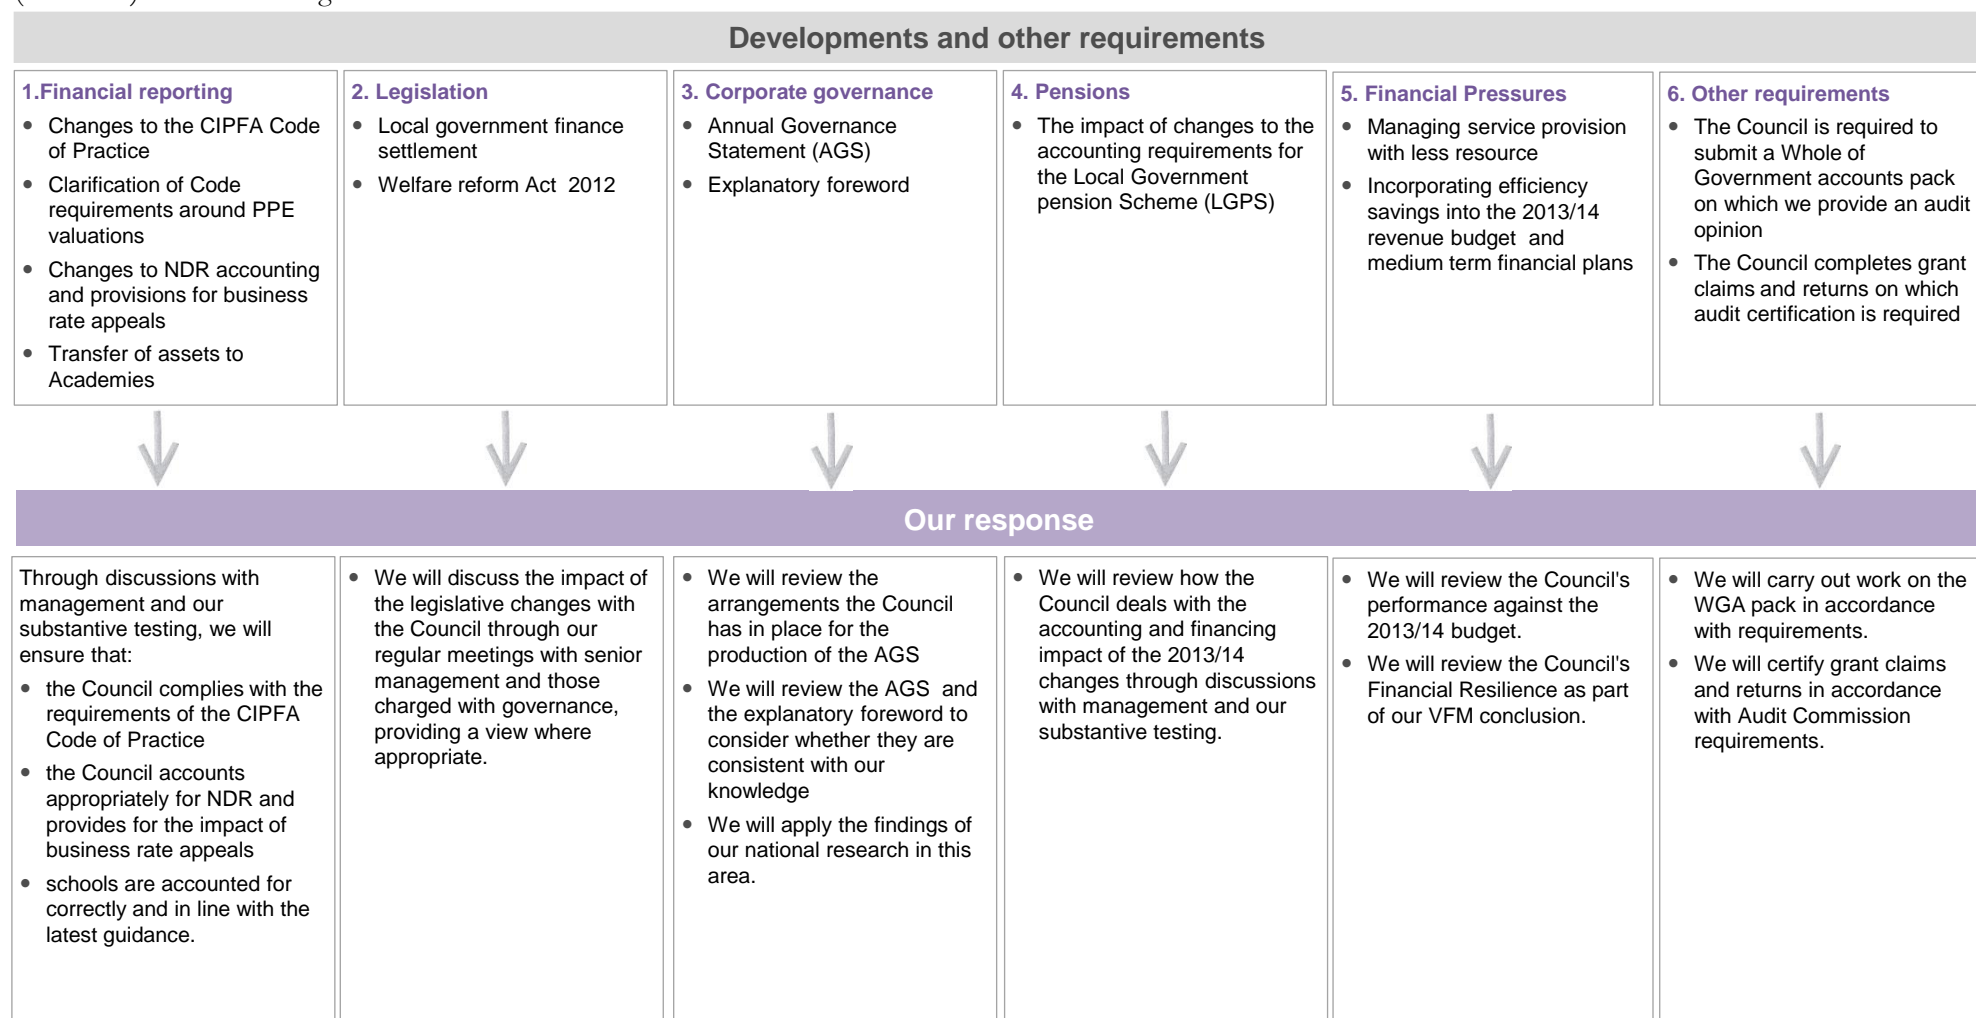 Developments and other requirements
1.Financial reporting
• Changes to the CIPFA Code
of Practice
• Clarification of Code
requirements around PPE
valuations
• Changes to NDR accounting
and provisions for business
rate appeals
• Transfer of assets to
Academies
2. Legislation
• Local government finance
settlement
• Welfare reform Act 2012
3. Corporate governance
• Annual Governance
Statement (AGS)
• Explanatory foreword
4. Pensions
• The impact of changes to the
accounting requirements for
the Local Government
pension Scheme (LGPS)
5. Financial Pressures
• Managing service provision
with less resource
• Incorporating efficiency
savings into the 2013/14
revenue budget and
medium term financial plans
6. Other requirements
• The Council is required to
submit a Whole of
Government accounts pack
on which we provide an audit
opinion
• The Council completes grant
claims and returns on which
audit certification is required
Our response
Through discussions with
management and our
substantive testing, we will
ensure that:
• the Council complies with the
requirements of the CIPFA
Code of Practice
• the Council accounts
appropriately for NDR and
provides for the impact of
business rate appeals
• schools are accounted for
correctly and in line with the
latest guidance.
• We will discuss the impact of
the legislative changes with
the Council through our
regular meetings with senior
management and those
charged with governance,
providing a view where
appropriate.
• We will review the
arrangements the Council
has in place for the
production of the AGS
• We will review the AGS and
the explanatory foreword to
consider whether they are
consistent with our
knowledge
• We will apply the findings of
our national research in this
area.
• We will review how the
Council deals with the
accounting and financing
impact of the 2013/14
changes through discussions
with management and our
substantive testing.
• We will review the Council's
performance against the
2013/14 budget.
• We will review the Council's
Financial Resilience as part
of our VFM conclusion.
• We will carry out work on the
WGA pack in accordance
with requirements.
• We will certify grant claims
and returns in accordance
with Audit Commission
requirements.